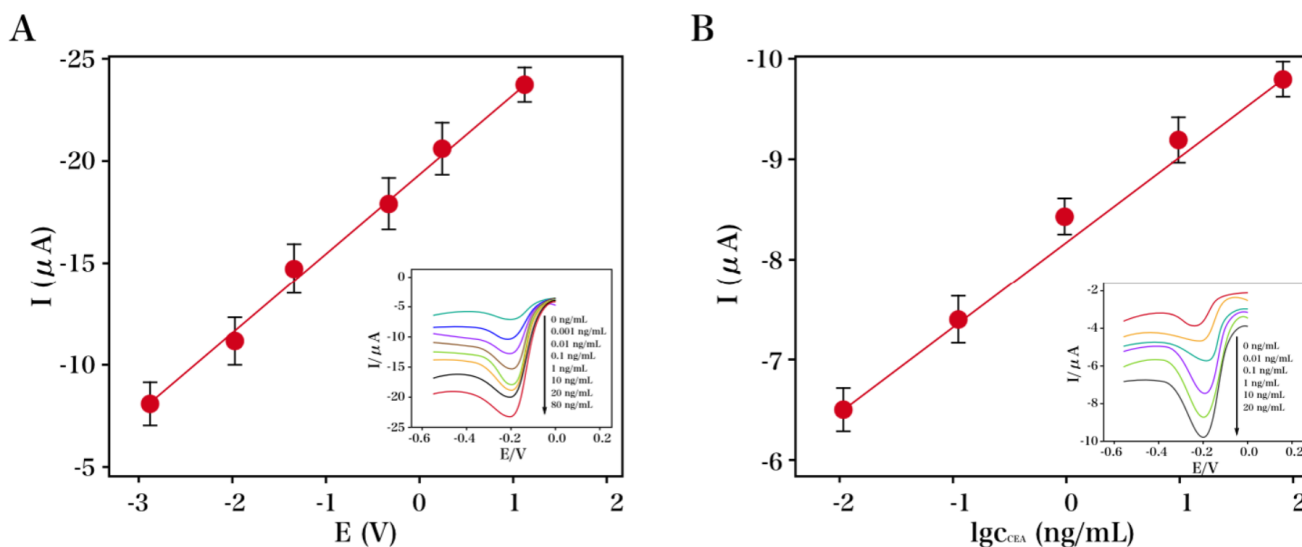 A
-25
-20
-15
-10
-5
I (μA)
-3
-2
-1
0
1
2
E (V)
0
-5
-10
-15
-20
-25
I/μA
-0.6
-0.4
-0.2
0.0
0.2
E/V
0 ng/mL
0.001 ng/mL
0.01 ng/mL
0.1 ng/mL
1 ng/mL
10 ng/mL
20 ng/mL
80 ng/mL
B
-10
-9
-8
-7
-6
I (μA)
-2
-1
0
1
2
lgcCEA (ng/mL)
-2
-4
-6
-8
-10
I/μA
-0.6
-0.4
-0.2
0.0
0.2
E/V
0 ng/mL
0.01 ng/mL
0.1 ng/mL
1 ng/mL
10 ng/mL
20 ng/mL